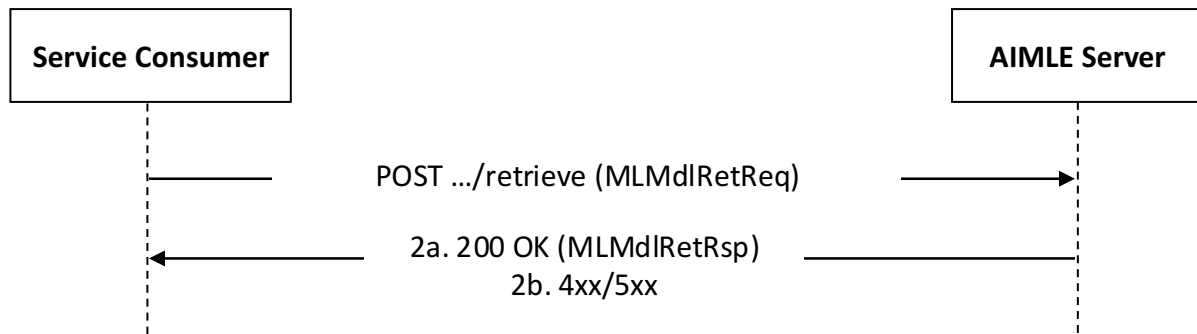 Service Consumer
AIMLE Server
POST …/retrieve (MLMdlRetReq)
2a. 200 OK (MLMdlRetRsp)
2b. 4xx/5xx